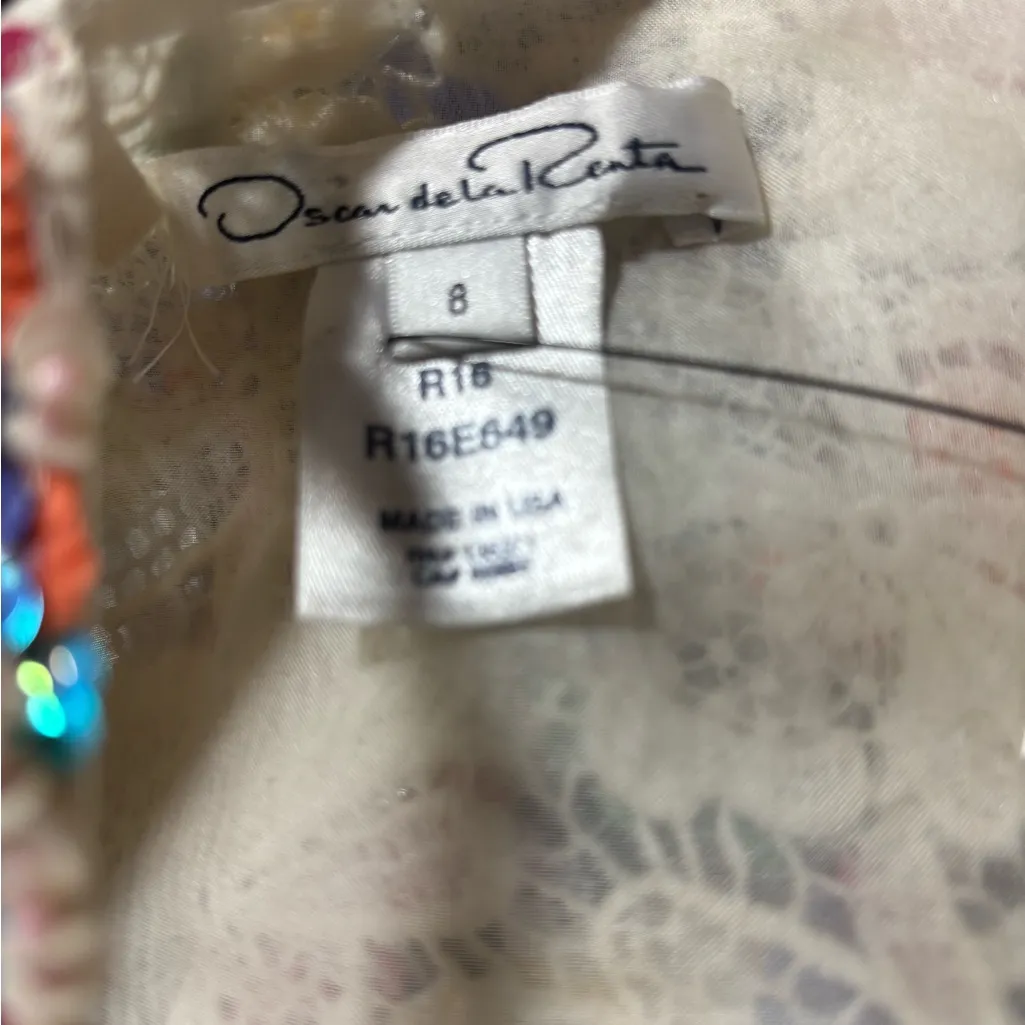 Oscar de la Renta
8
R16
R16E649
MADE IN USA